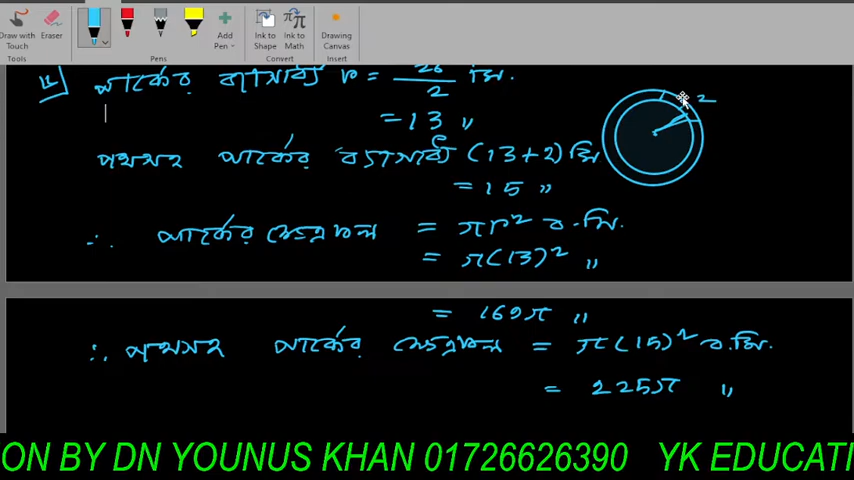 Draw with Touch
Eraser
Add Pen
Ink to Shape
Ink to Math
Drawing Canvas
Pens
Convert
Insert
পার্কের ব্যাসার্ধ r = 26/2 মি.
= 13 "
পথসহ পার্কের ব্যাসার্ধ (13+2) মি
= 15 "
2
∴ পার্কের ক্ষেত্রফল = πr² ব.মি.
= π(13)² "
= 169π "
∴ পথসহ পার্কের ক্ষেত্রফল = π(15)² ব.মি.
= 225π "
ON BY DN YOUNUS KHAN 01726626390 YK EDUCATI